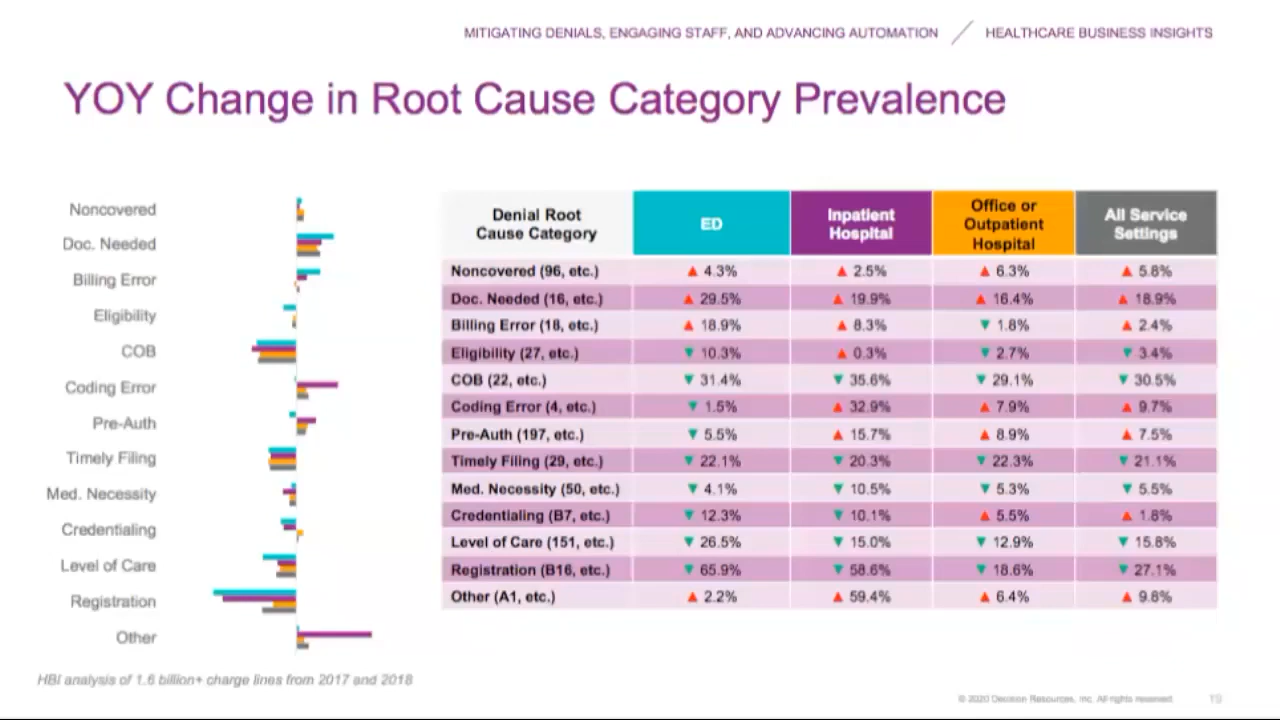 MITIGATING DENIALS, ENGAGING STAFF, AND ADVANCING AUTOMATION / HEALTHCARE BUSINESS INSIGHTS
YOY Change in Root Cause Category Prevalence
Noncovered
Doc. Needed
Billing Error
Eligibility
COB
Coding Error
Pre-Auth
Timely Filing
Med. Necessity
Credentialing
Level of Care
Registration
Other
Denial Root Cause Category ED Inpatient Hospital Office or Outpatient Hospital All Service Settings
Noncovered (96, etc.) ▲ 4.3% ▲ 2.5% ▲ 6.3% ▲ 5.8%
Doc. Needed (16, etc.) ▲ 29.5% ▲ 19.9% ▲ 16.4% ▲ 18.9%
Billing Error (18, etc.) ▲ 18.9% ▲ 8.3% ▼ 1.8% ▲ 2.4%
Eligibility (27, etc.) ▼ 10.3% ▲ 0.3% ▼ 2.7% ▼ 3.4%
COB (22, etc.) ▼ 31.4% ▼ 35.6% ▼ 29.1% ▼ 30.5%
Coding Error (4, etc.) ▼ 1.5% ▲ 32.9% ▲ 7.9% ▲ 9.7%
Pre-Auth (197, etc.) ▼ 5.5% ▲ 15.7% ▲ 8.9% ▲ 7.5%
Timely Filing (29, etc.) ▼ 22.1% ▼ 20.3% ▼ 22.3% ▼ 21.1%
Med. Necessity (50, etc.) ▼ 4.1% ▼ 10.5% ▼ 5.3% ▼ 5.5%
Credentialing (B7, etc.) ▼ 12.3% ▼ 10.1% ▲ 5.5% ▲ 1.8%
Level of Care (151, etc.) ▼ 26.5% ▼ 15.0% ▼ 12.9% ▼ 15.8%
Registration (B16, etc.) ▼ 65.9% ▼ 58.6% ▼ 18.6% ▼ 27.1%
Other (A1, etc.) ▲ 2.2% ▲ 59.4% ▲ 6.4% ▲ 9.8%
HBI analysis of 1.6 billion+ charge lines from 2017 and 2018
© 2020 Decision Resources, Inc. All rights reserved. 19